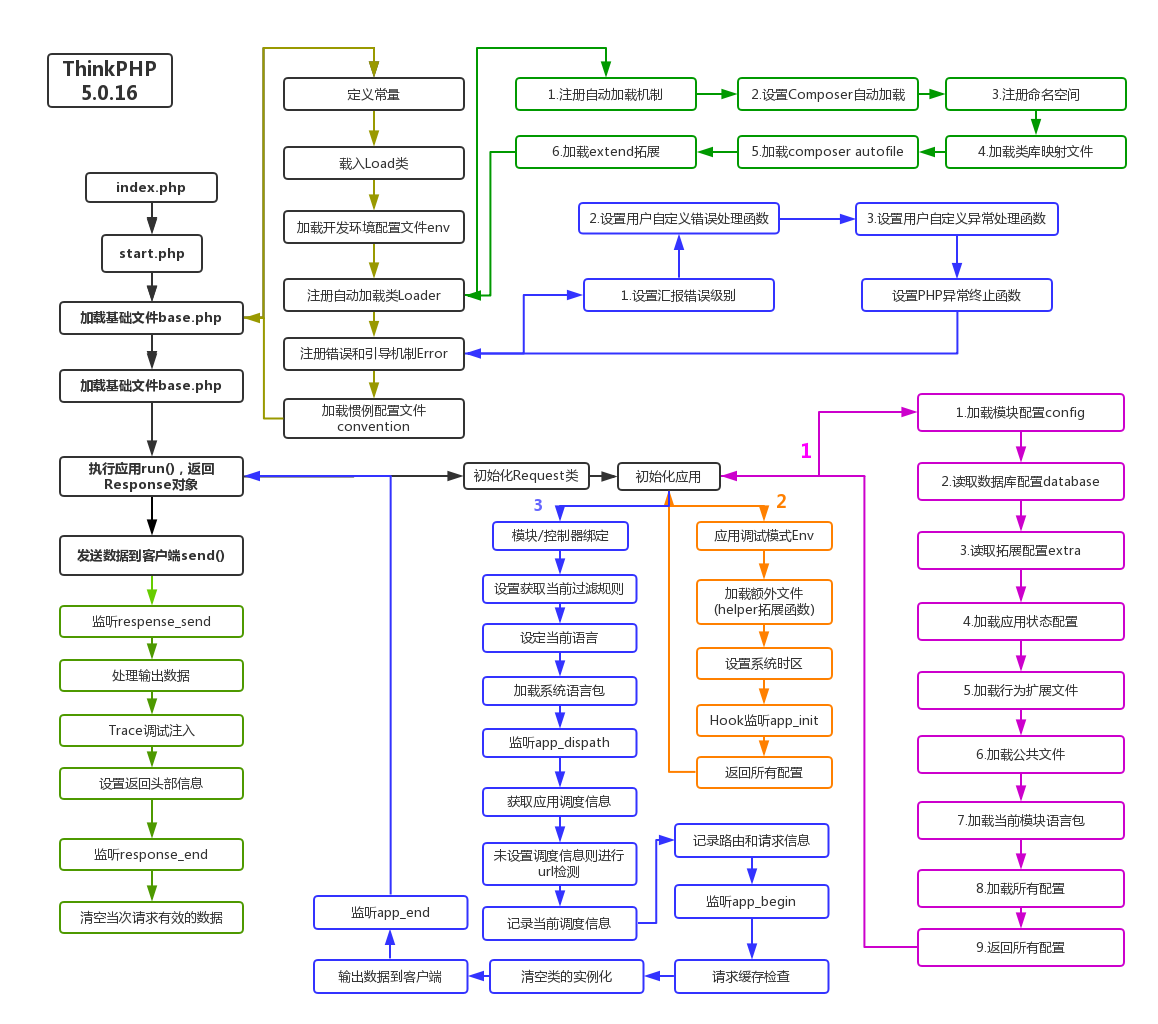 ThinkPHP
5.0.16
index.php
start.php
加载基础文件base.php
加载基础文件base.php
执行应用run()，返回
Response对象
发送数据到客户端send()
监听respense_send
处理输出数据
Trace调试注入
设置返回头部信息
监听response_end
清空当次请求有效的数据
定义常量
载入Load类
加载开发环境配置文件env
注册自动加载类Loader
注册错误和引导机制Error
加载惯例配置文件
convention
1.注册自动加载机制
2.设置Composer自动加载
3.注册命名空间
6.加载extend拓展
5.加载composer autofile
4.加载类库映射文件
2.设置用户自定义错误处理函数
3.设置用户自定义异常处理函数
1.设置汇报错误级别
设置PHP异常终止函数
初始化Request类
初始化应用
1
1.加载模块配置config
2.读取数据库配置database
3.读取拓展配置extra
4.加载应用状态配置
5.加载行为扩展文件
6.加载公共文件
7.加载当前模块语言包
8.加载所有配置
9.返回所有配置
2
应用调试模式Env
加载额外文件
(helper拓展函数)
设置系统时区
Hook监听app_init
返回所有配置
3
模块/控制器绑定
设置获取当前过滤规则
设定当前语言
加载系统语言包
监听app_dispath
获取应用调度信息
未设置调度信息则进行
url检测
记录当前调度信息
记录路由和请求信息
监听app_begin
请求缓存检查
清空类的实例化
输出数据到客户端
监听app_end